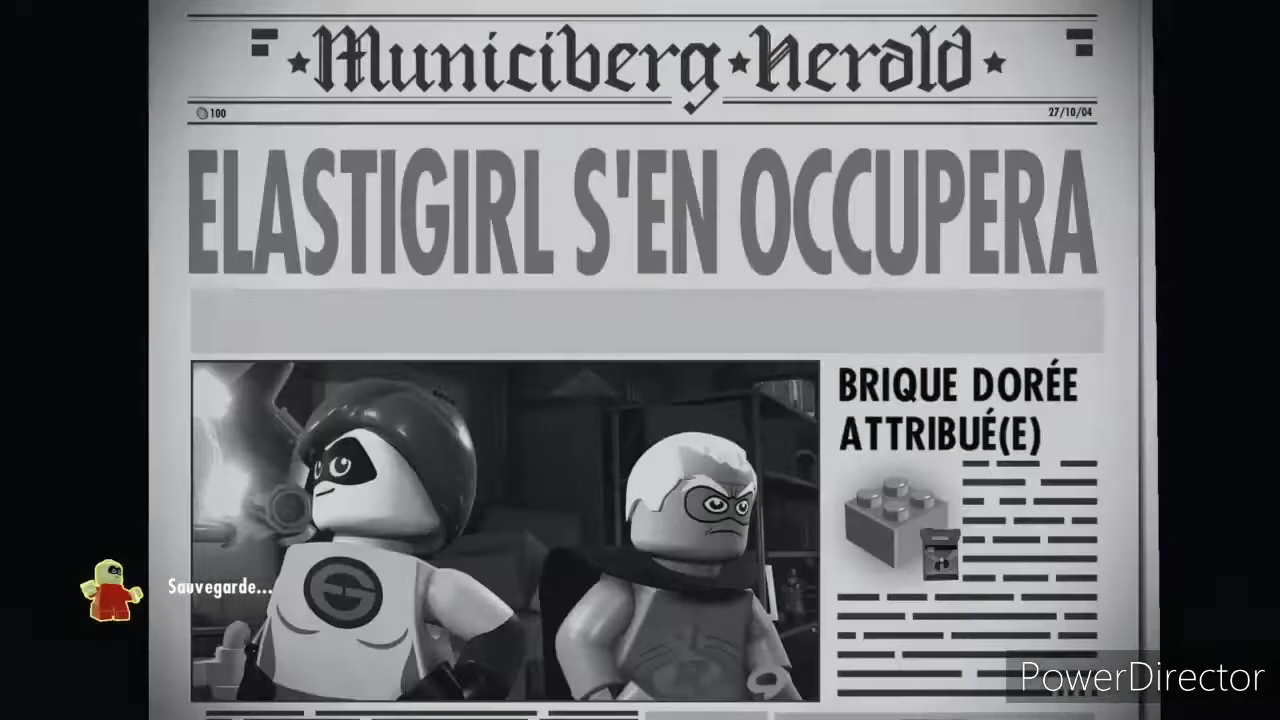 Municiberg Herald
100
27/10/04
ELASTIGIRL S'EN OCCUPERA
BRIQUE DORÉE
ATTRIBUÉ(E)
Sauvegarde...
PowerDirector